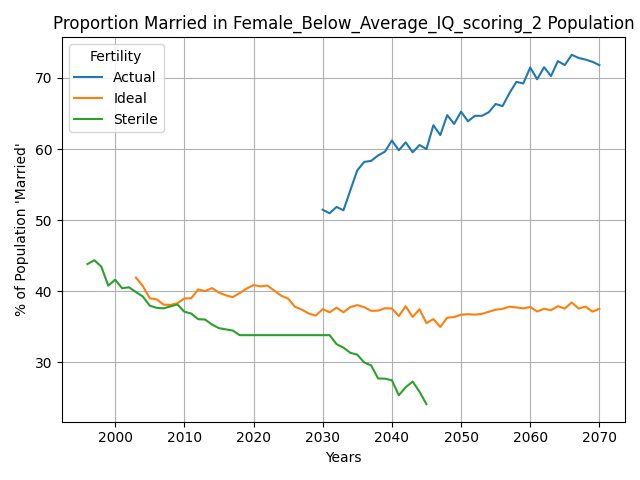 Proportion Married in Female_Below_Average_IQ_scoring_2 Population
Fertility
Actual
Ideal
Sterile
% of Population 'Married'
70
60
50
40
30
2000 2010 2020 2030 2040 2050 2060 2070
Years